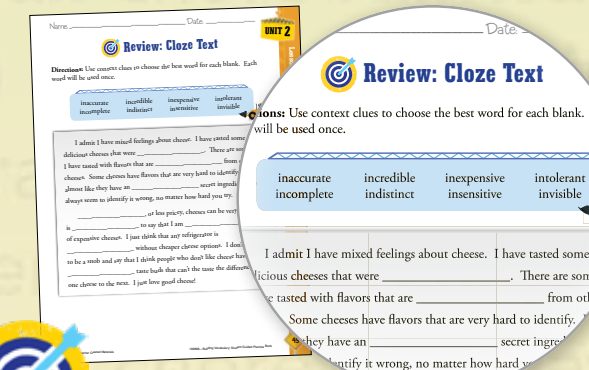 Name
Date
UNIT 2
Review: Cloze Text
Directions: Use context clues to choose the best word for each blank. Each
word will be used once.
inaccurate incredible inexpensive intolerant
incomplete indistinct insensitive invisible
I admit I have mixed feelings about cheese. I have tasted some
delicious cheeses that were . There are som
I have tasted with flavors that are from
cheeses. Some cheeses have flavors that are very hard to identify
almost like they have an secret ingredi
always seem to identify it wrong, no matter how hard you try.
, or less pricey, cheeses can be very
is to say that I am
of expensive cheeses. I just think that any refrigerator is
without cheaper cheese options. I don
to be a snob and say that I think people who don't like cheese hav
taste buds that can't taste the difference
one cheese to the next. I just love good cheese!
Date:
Review: Cloze Text
ions: Use context clues to choose the best word for each blank.
will be used once.
inaccurate incredible inexpensive intolerant
incomplete indistinct insensitive invisible
I admit I have mixed feelings about cheese. I have tasted some
licious cheeses that were . There are som
e tasted with flavors that are from oth
Some cheeses have flavors that are very hard to identify.
they have an secret ingred
entify it wrong, no matter how hard yo